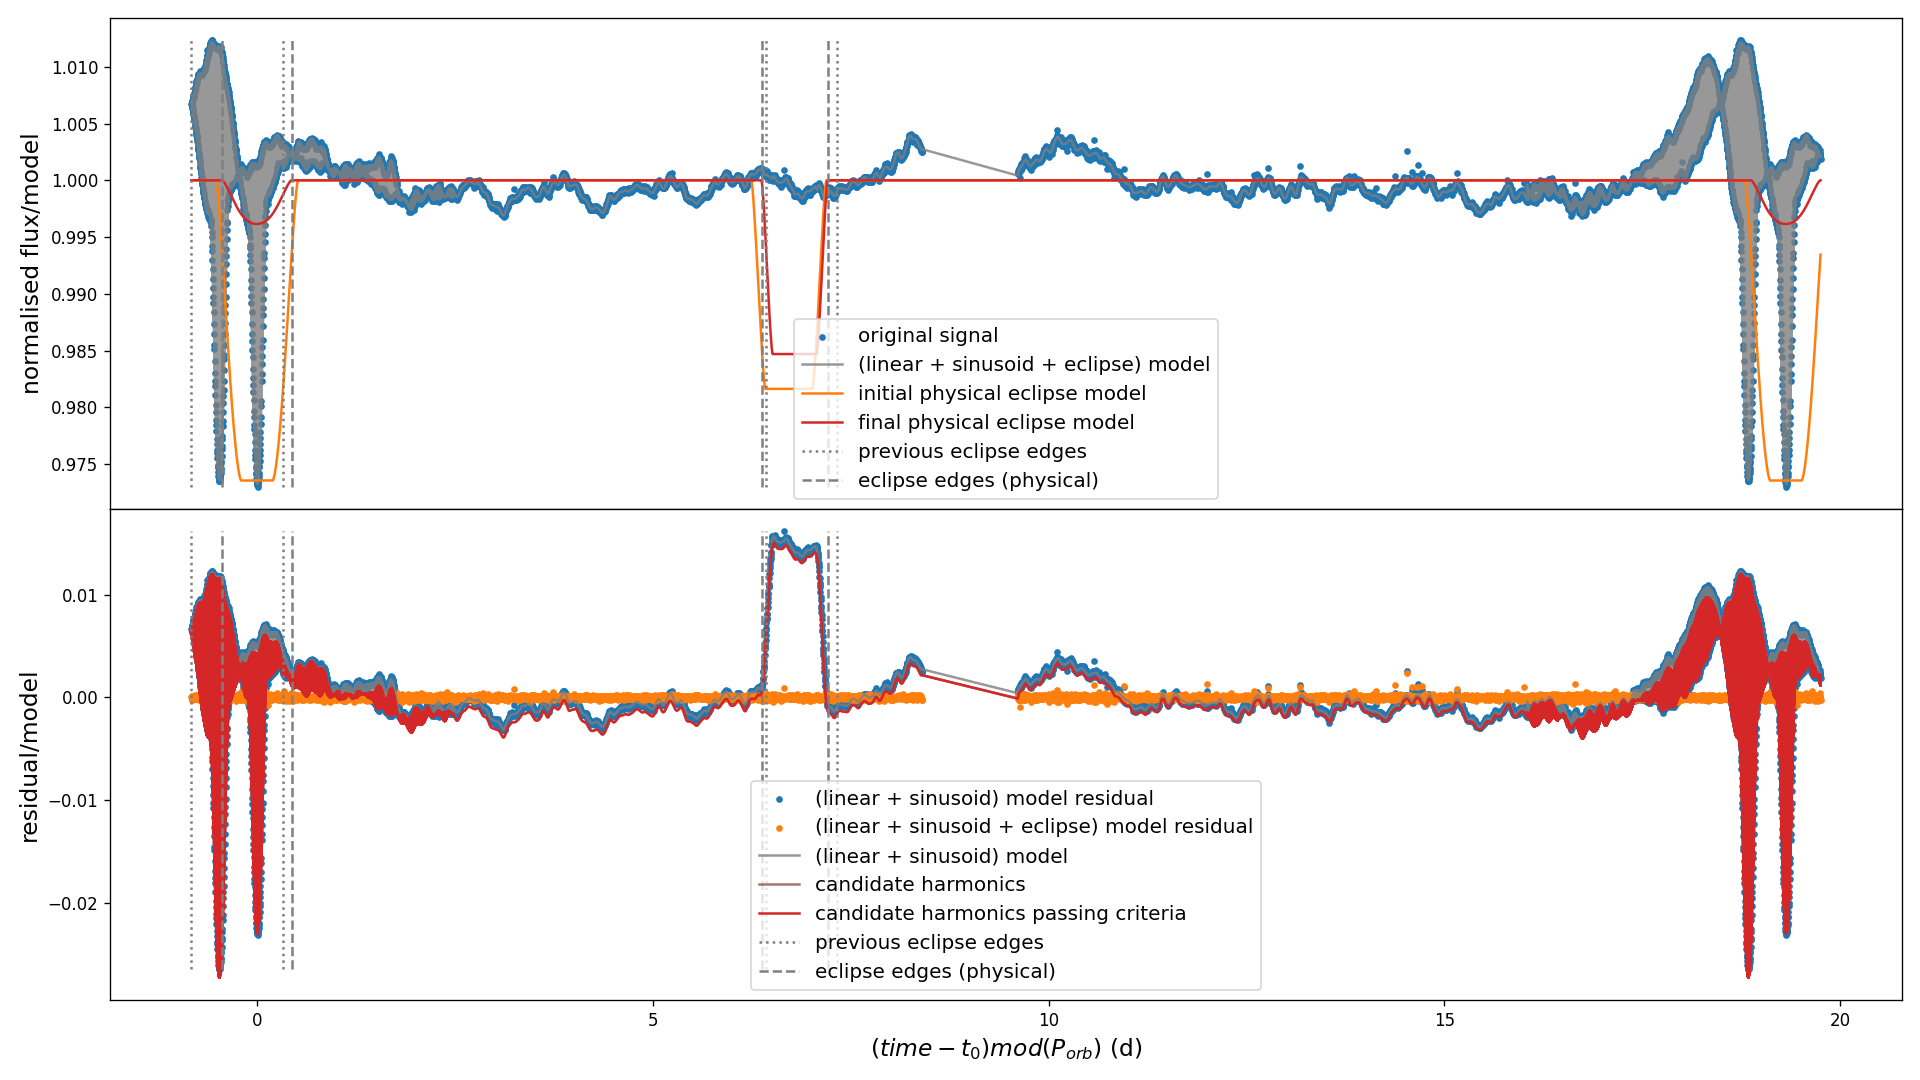 normalised flux/model
1.010
1.005
1.000
0.995
0.990
0.985
0.980
0.975
original signal
(linear + sinusoid + eclipse) model
initial physical eclipse model
final physical eclipse model
previous eclipse edges
eclipse edges (physical)
residual/model
0.01
0.00
−0.01
−0.02
(linear + sinusoid) model residual
(linear + sinusoid + eclipse) model residual
(linear + sinusoid) model
candidate harmonics
candidate harmonics passing criteria
previous eclipse edges
eclipse edges (physical)
0 5 10 15 20
(time − t₀)mod(P_orb) (d)